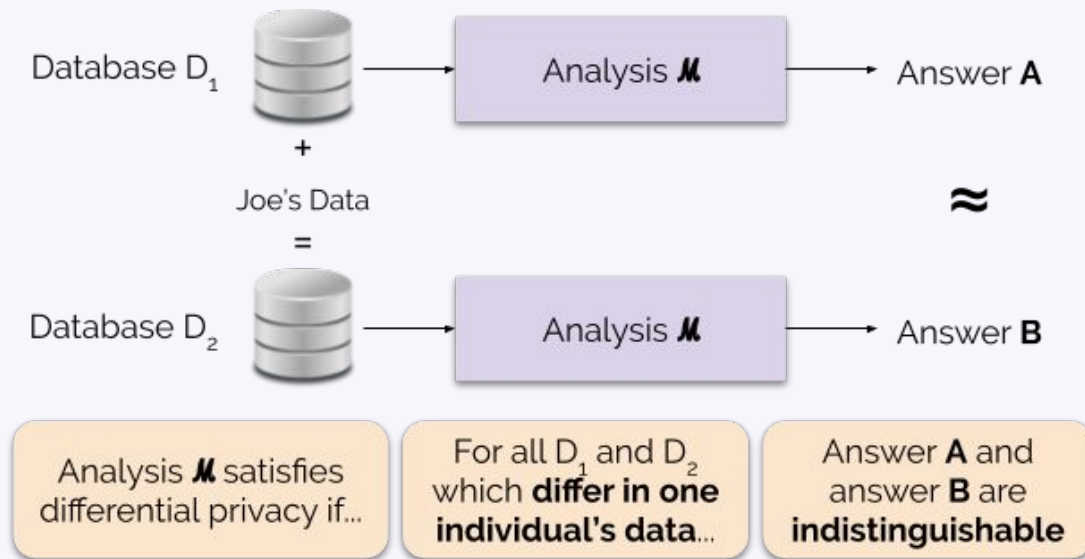 Database D₁
Analysis 𝓜
Answer A
+
Joe's Data
=
≈
Database D₂
Analysis 𝓜
Answer B
Analysis 𝓜 satisfies
differential privacy if...
For all D₁ and D₂
which differ in one
individual's data...
Answer A and
answer B are
indistinguishable